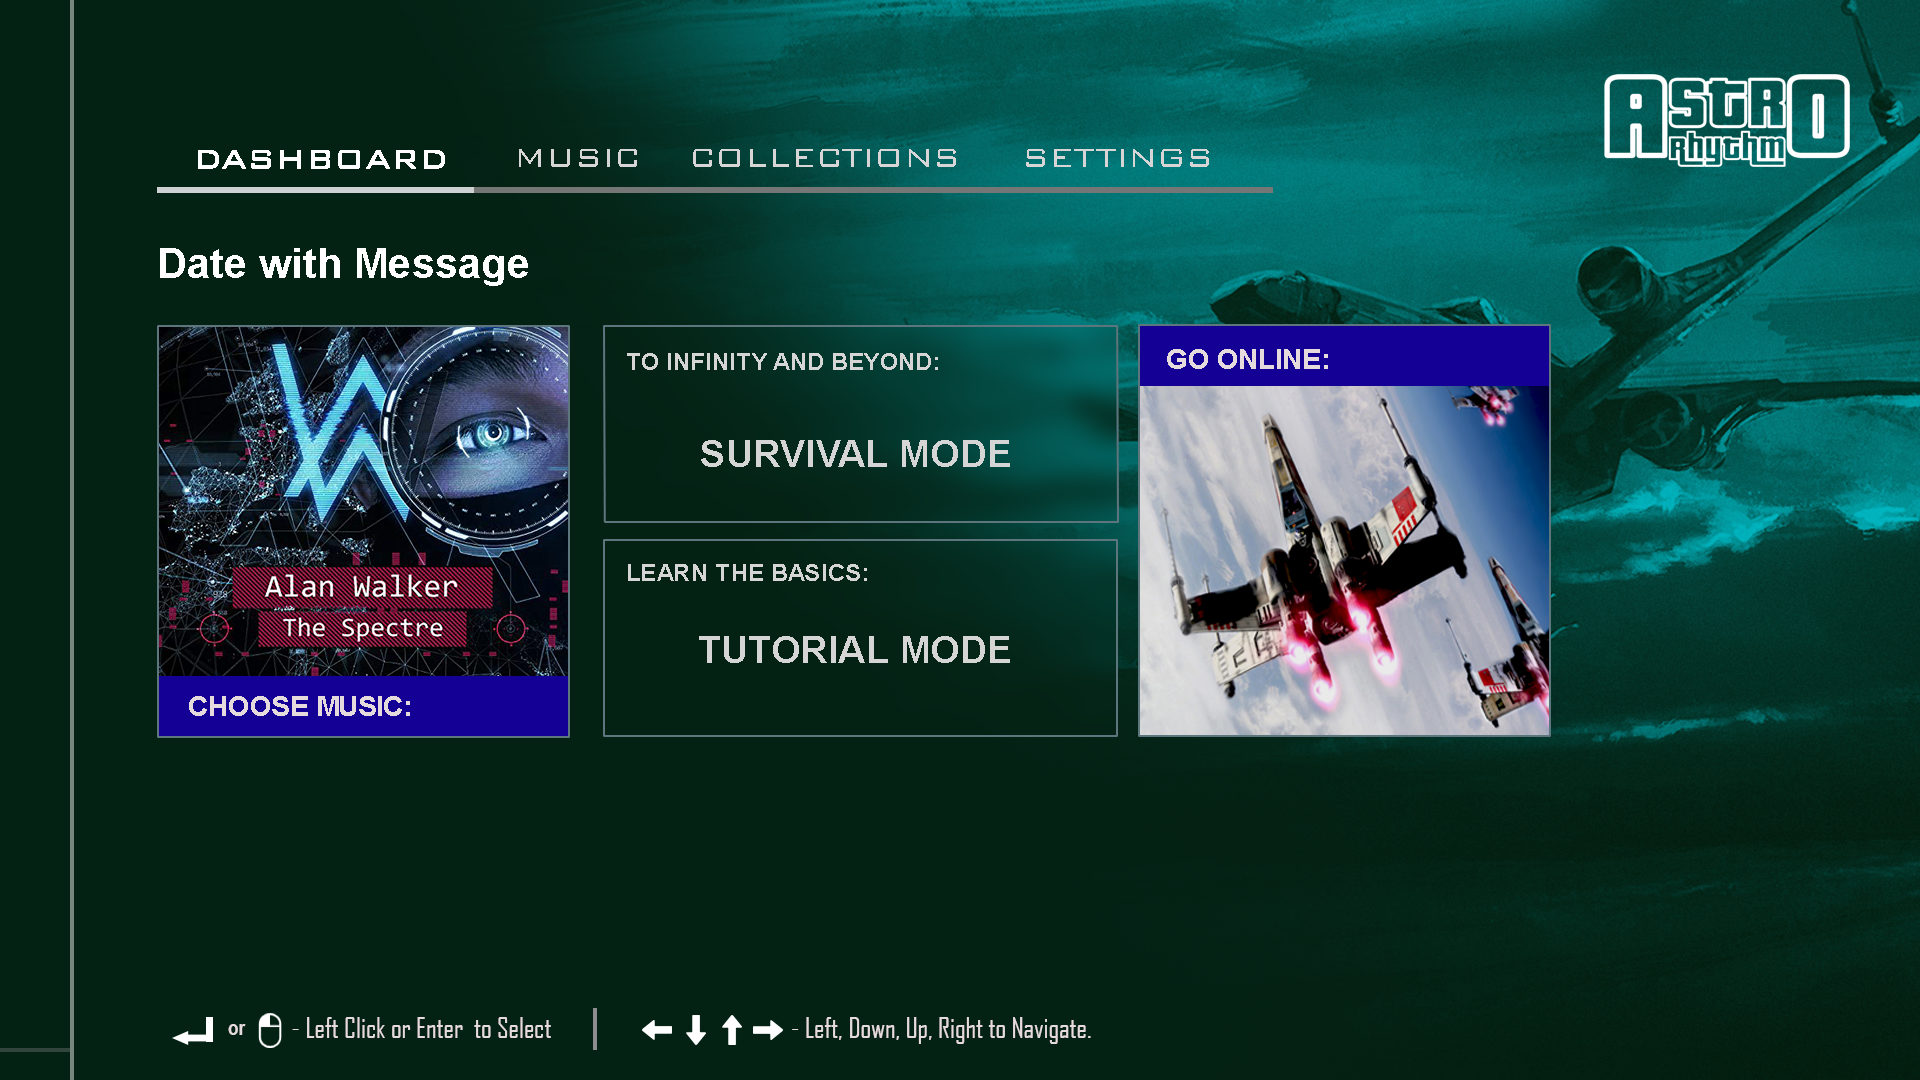 AStRO
Rhythm
DASHBOARD MUSIC COLLECTIONS SETTINGS
Date with Message
Alan Walker
The Spectre
CHOOSE MUSIC:
TO INFINITY AND BEYOND:
SURVIVAL MODE
LEARN THE BASICS:
TUTORIAL MODE
GO ONLINE:
or - Left Click or Enter to Select
- Left, Down, Up, Right to Navigate.